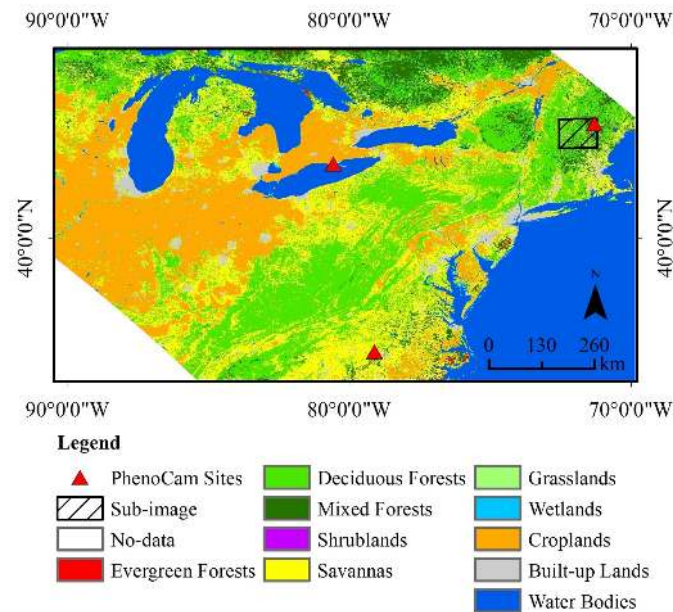 90°0'0"W 80°0'0"W 70°0'0"W
40°0'0"N 40°0'0"N
N
0 130 260
km
90°0'0"W 80°0'0"W 70°0'0"W
Legend
PhenoCam Sites Deciduous Forests Grasslands
Sub-image Mixed Forests Wetlands
No-data Shrublands Croplands
Evergreen Forests Savannas Built-up Lands
Water Bodies